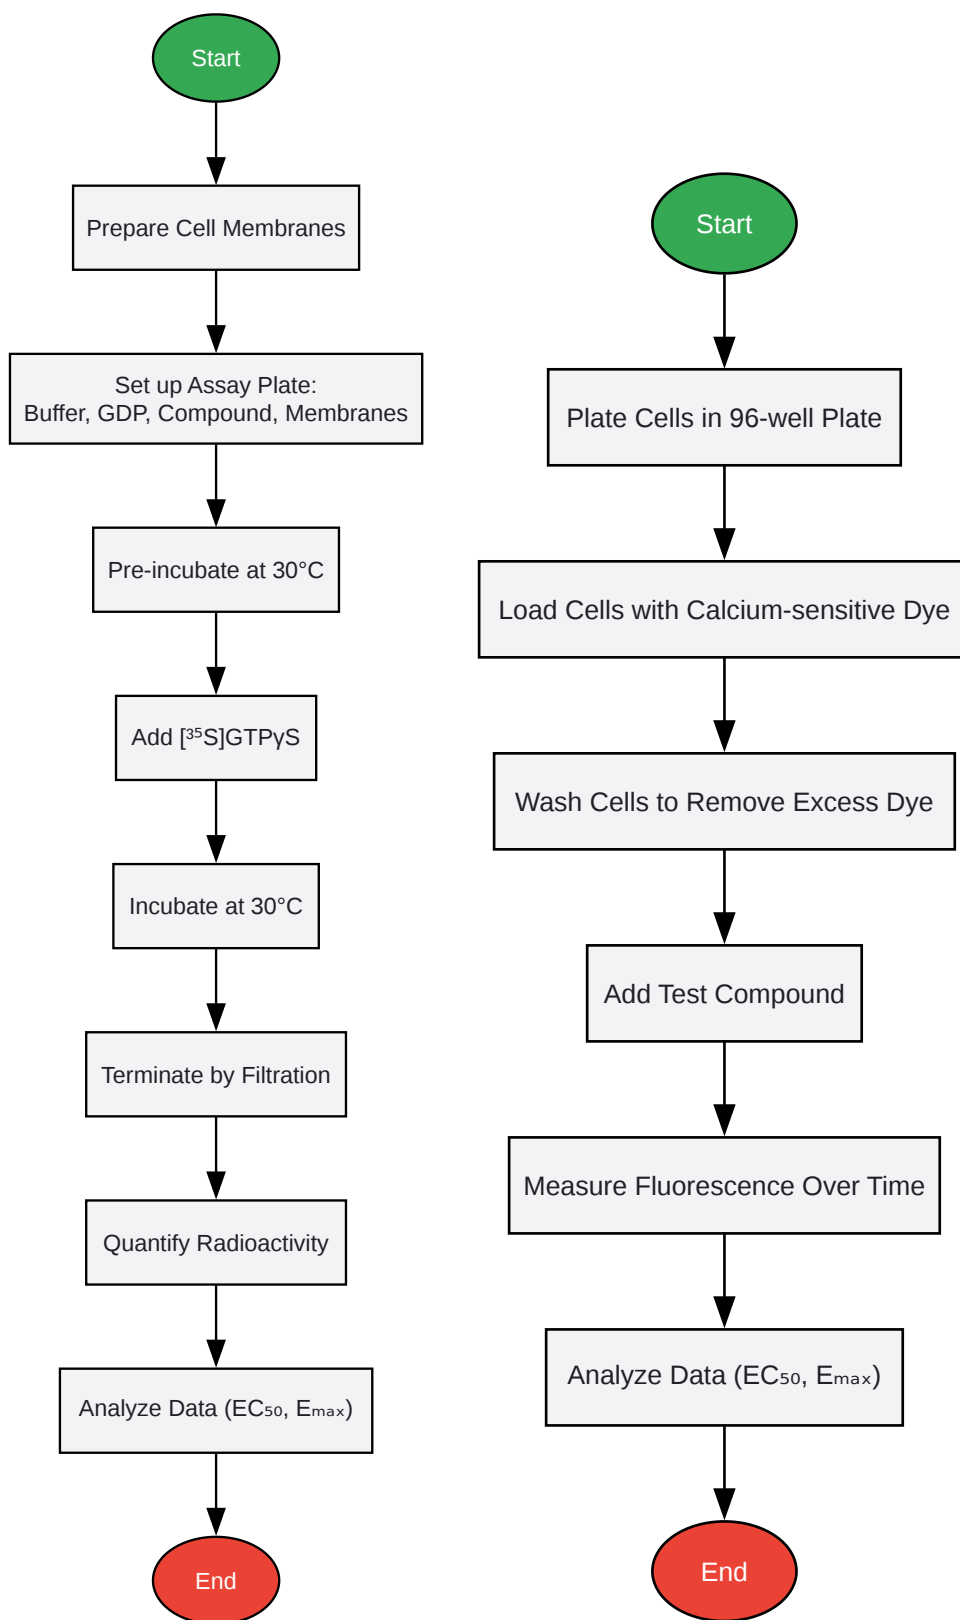 Start
Prepare Cell Membranes
Set up Assay Plate:
Buffer, GDP, Compound, Membranes
Pre-incubate at 30°C
Add [³⁵S]GTPγS
Incubate at 30°C
Terminate by Filtration
Quantify Radioactivity
Analyze Data (EC₅₀, Eₘₐₓ)
End
Start
Plate Cells in 96-well Plate
Load Cells with Calcium-sensitive Dye
Wash Cells to Remove Excess Dye
Add Test Compound
Measure Fluorescence Over Time
Analyze Data (EC₅₀, Eₘₐₓ)
End